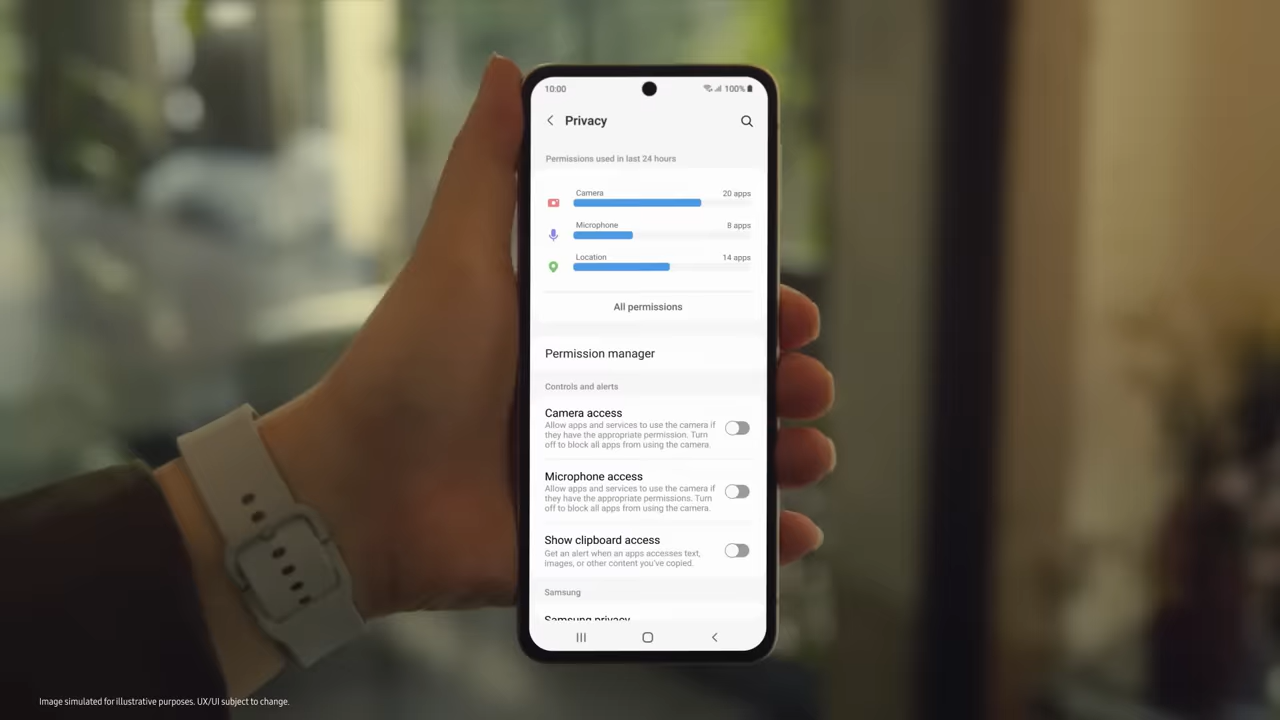 10:00
100%
Privacy
Permissions used in last 24 hours
Camera
20 apps
Microphone
8 apps
Location
14 apps
All permissions
Permission manager
Controls and alerts
Camera access
Allow apps and services to use the camera if
they have the appropriate permission. Turn
off to block all apps from using the camera.
Microphone access
Allow apps and services to use the camera if
they have the appropriate permissions. Turn
off to block all apps from using the camera.
Show clipboard access
Get an alert when an apps accesses text,
images, or other content you've copied.
Samsung
Samsung privacy
Image simulated for illustrative purposes. UX/UI subject to change.